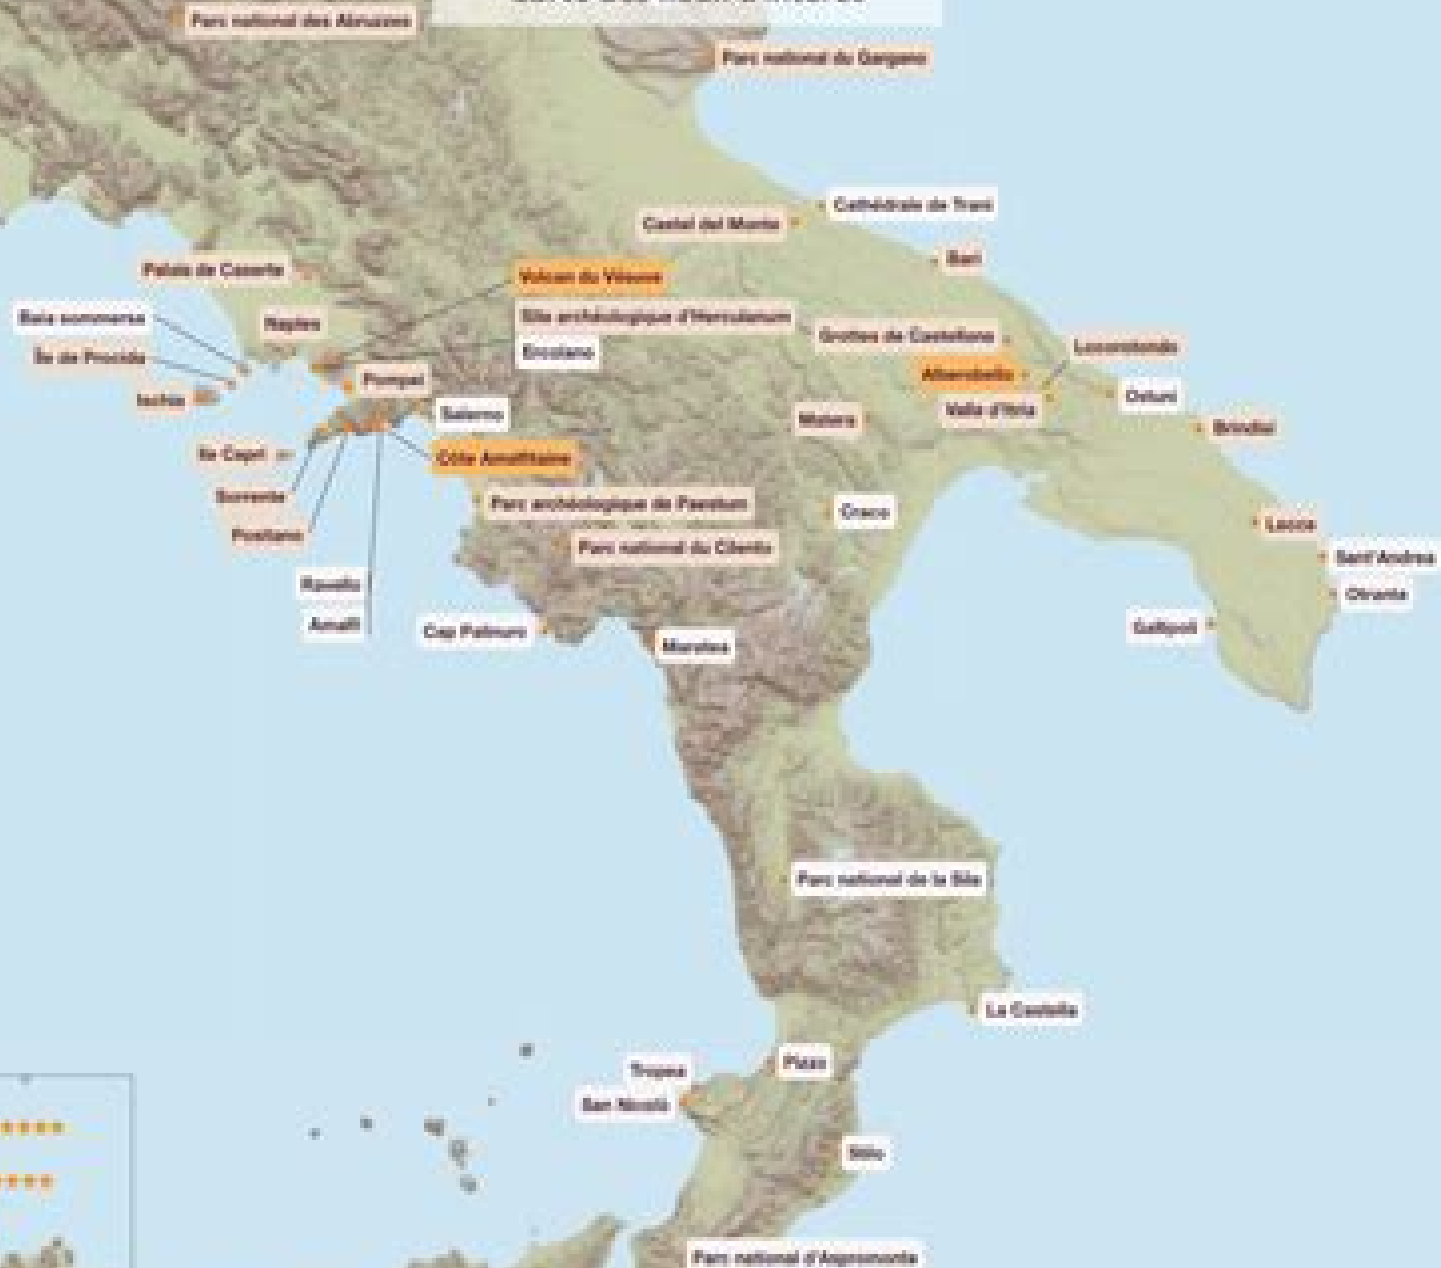 Parc national des Abruzzes
Parc national du Gargano
Cathédrale de Trani
Castel del Monte
Bari
Palais de Caserte
Volcan du Vésuve
Baia sommerse
Naples
Site archéologique d'Herculanum
Grottes de Castellana
Locorotondo
Île de Procida
Ercolano
Pompei
Alberobello
Ostuni
Ischia
Salerno
Valle d'Itria
Matera
Brindisi
Ile Capri
Côte Amalfitaine
Sorrente
Parc archéologique de Paestum
Craco
Lecce
Positano
Parc national du Cilento
Sant'Andrea
Ravello
Otrante
Amalfi
Cap Palinuro
Gallipoli
Maratea
Parc national de la Sila
La Castella
Pizzo
Tropea
San Nicolò
Stilo
Parc national d'Aspromonte